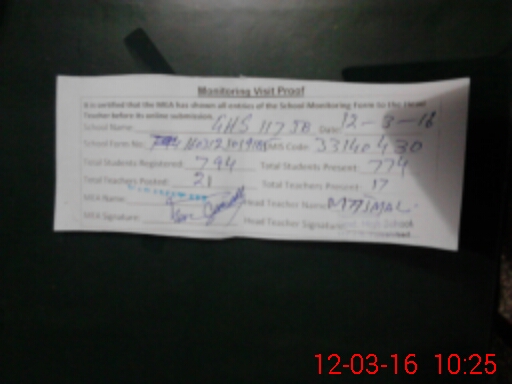 Monitoring Visit Proof
It is certified that the MEA has shown all entries of the School Monitoring Form to the Head
Teacher before its online submission.
School Name: GHS 117 SB Date: 12-3-16
School Form No: EMIS Code: 33140430
Total Students Registered: 794 Total Students Present: 774
Total Teachers Posted: 21 Total Teachers Present: 17
MEA Name: Head Teacher Name:
MEA Signature: Head Teacher Signature:
12-03-16 10:25